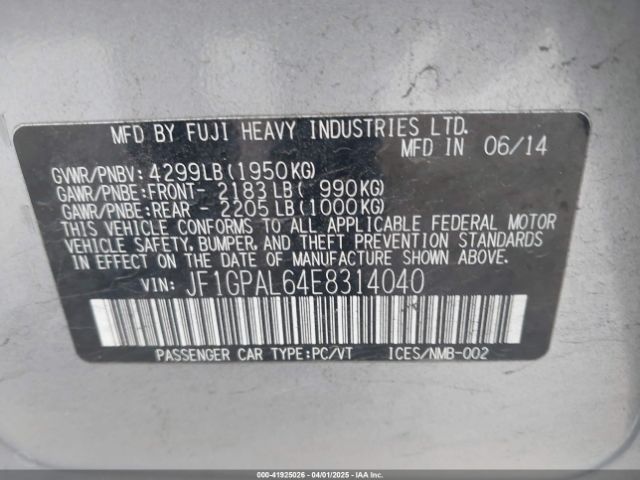 MFD BY FUJI HEAVY INDUSTRIES LTD.
MFD IN 06/14
GVWR/PNBV: 4299LB(1950KG)
GAWR/PNBE:FRONT- 2183LB( 990KG)
GAWR/PNBE:REAR - 2205LB(1000KG)
THIS VEHICLE CONFORMS TO ALL APPLICABLE FEDERAL MOTOR
VEHICLE SAFETY, BUMPER, AND THEFT PREVENTION STANDARDS
IN EFFECT ON THE DATE OF MANUFACTURE SHOWN ABOVE.
VIN: JF1GPAL64E8314040
PASSENGER CAR TYPE:PC/VT ICES/NMB-002
000-41925026 - 04/01/2025 - IAAI.COM